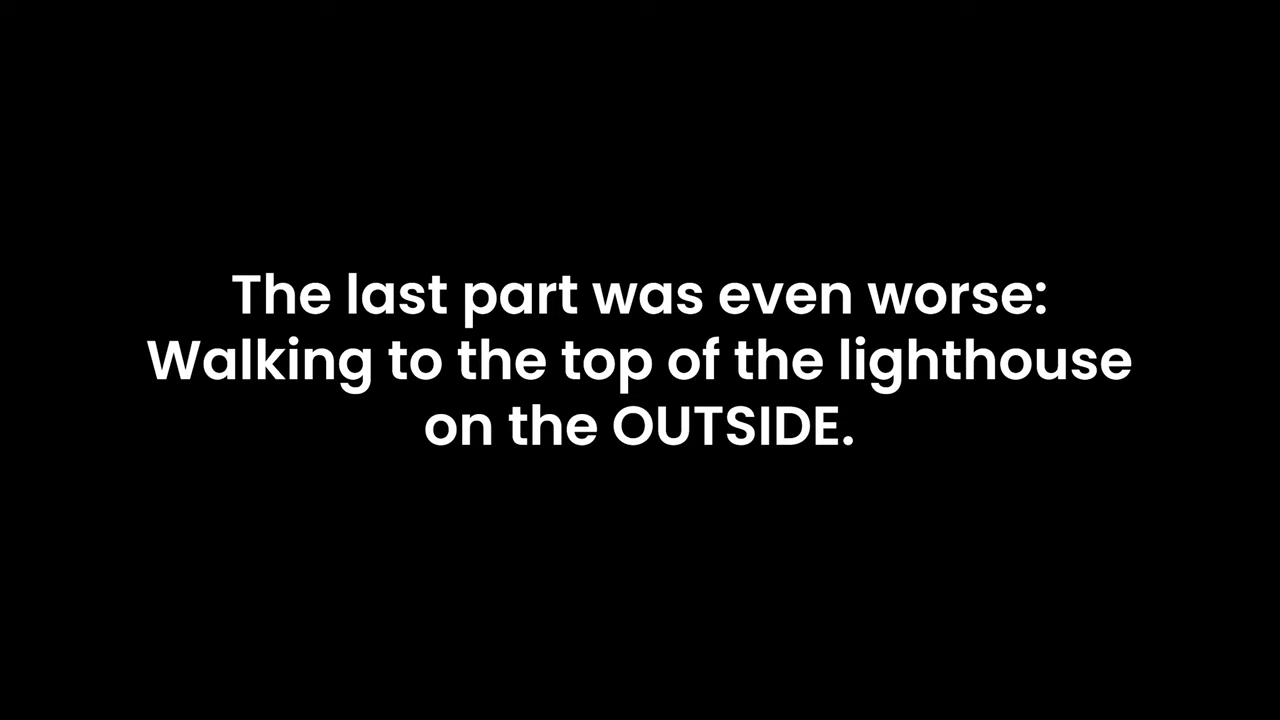 The last part was even worse:
Walking to the top of the lighthouse
on the OUTSIDE.